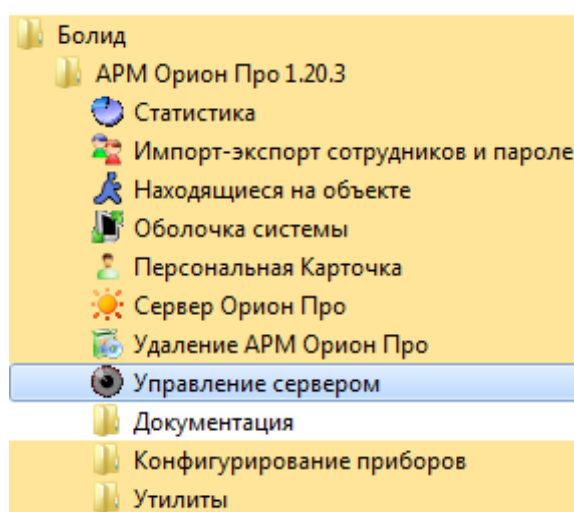 Болид
АРМ Орион Про 1.20.3
Статистика
Импорт-экспорт сотрудников и пароле
Находящиеся на объекте
Оболочка системы
Персональная Карточка
Сервер Орион Про
Удаление АРМ Орион Про
Управление сервером
Документация
Конфигурирование приборов
Утилиты